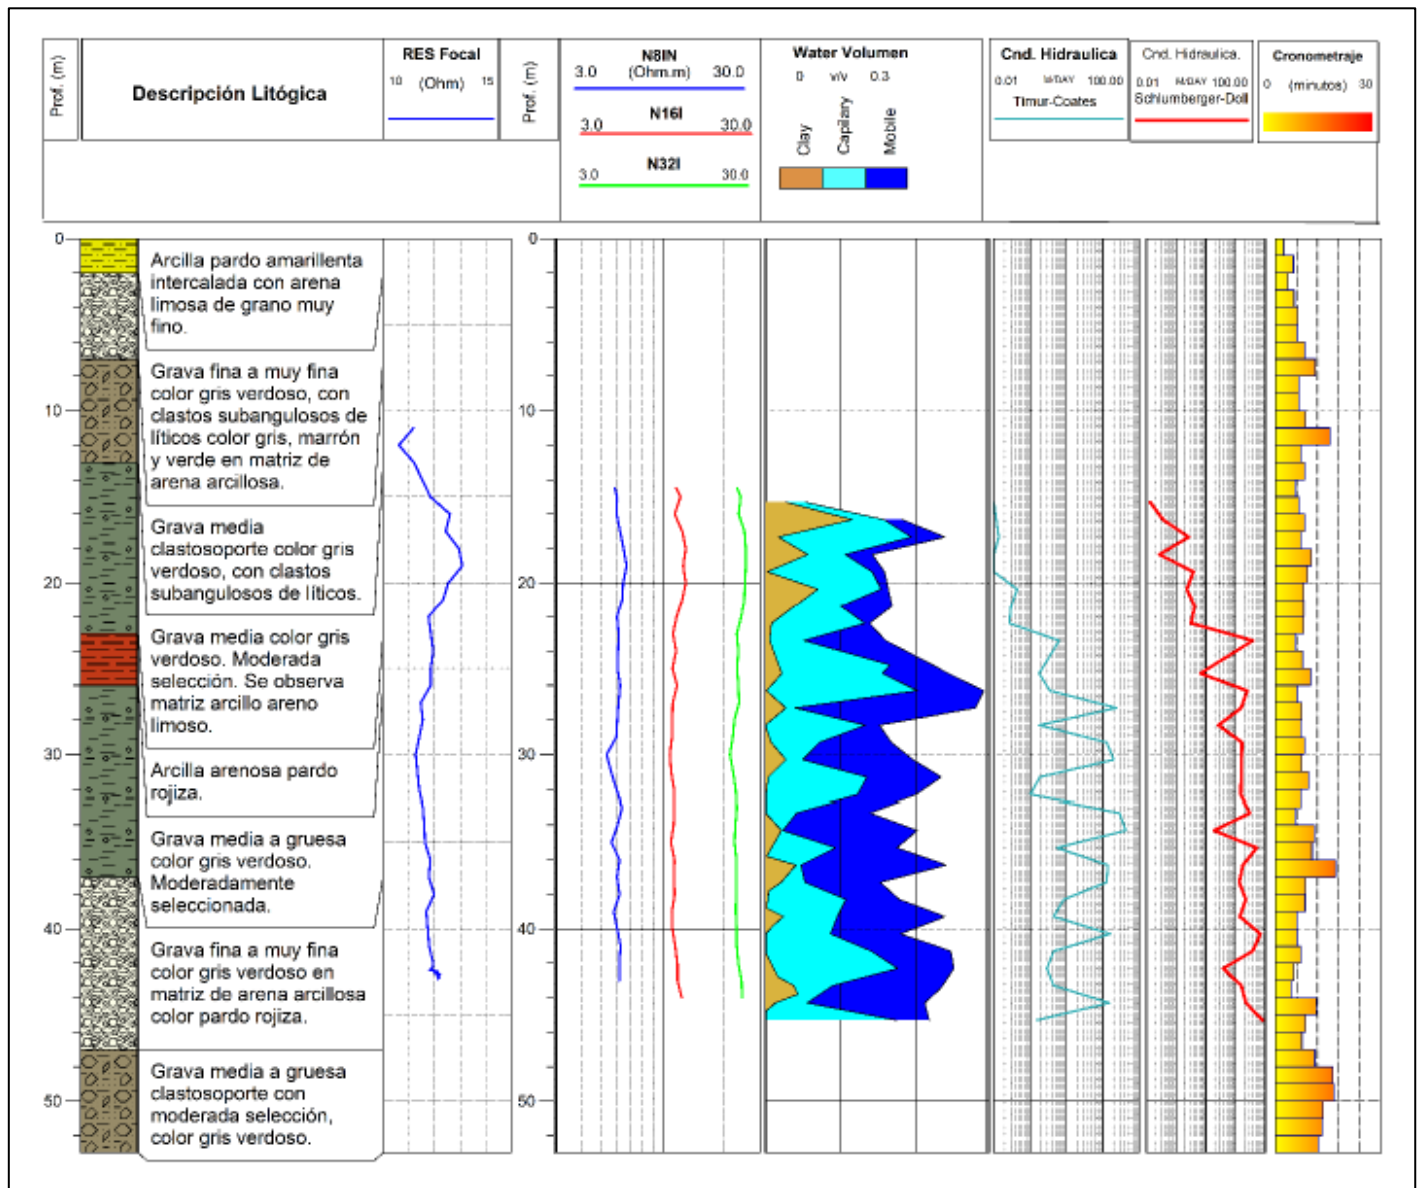 Prof. (m)
Descripción Litógica
RES Focal
10 (Ohm) 15
Prof. (m)
N8IN
3.0 (Ohm.m) 30.0
N16I
3.0 30.0
N32I
3.0 30.0
Water Volumen
0 v/v 0.3
Clay
Capilary
Mobile
Cnd. Hidraulica
0.01 M/DAY 100.00
Timur-Coates
Cnd. Hidraulica.
0.01 M/DAY 100.00
Schlumberger-Doll
Cronometraje
0 (minutos) 30
0
10
20
30
40
50
Arcilla pardo amarillenta
intercalada con arena
limosa de grano muy
fino.
Grava fina a muy fina
color gris verdoso, con
clastos subangulosos de
líticos color gris, marrón
y verde en matriz de
arena arcillosa.
Grava media
clastosoporte color gris
verdoso, con clastos
subangulosos de líticos.
Grava media color gris
verdoso. Moderada
selección. Se observa
matriz arcillo areno
limoso.
Arcilla arenosa pardo
rojiza.
Grava media a gruesa
color gris verdoso.
Moderadamente
seleccionada.
Grava fina a muy fina
color gris verdoso en
matriz de arena arcillosa
color pardo rojiza.
Grava media a gruesa
clastosoporte con
moderada selección,
color gris verdoso.
0
10
20
30
40
50